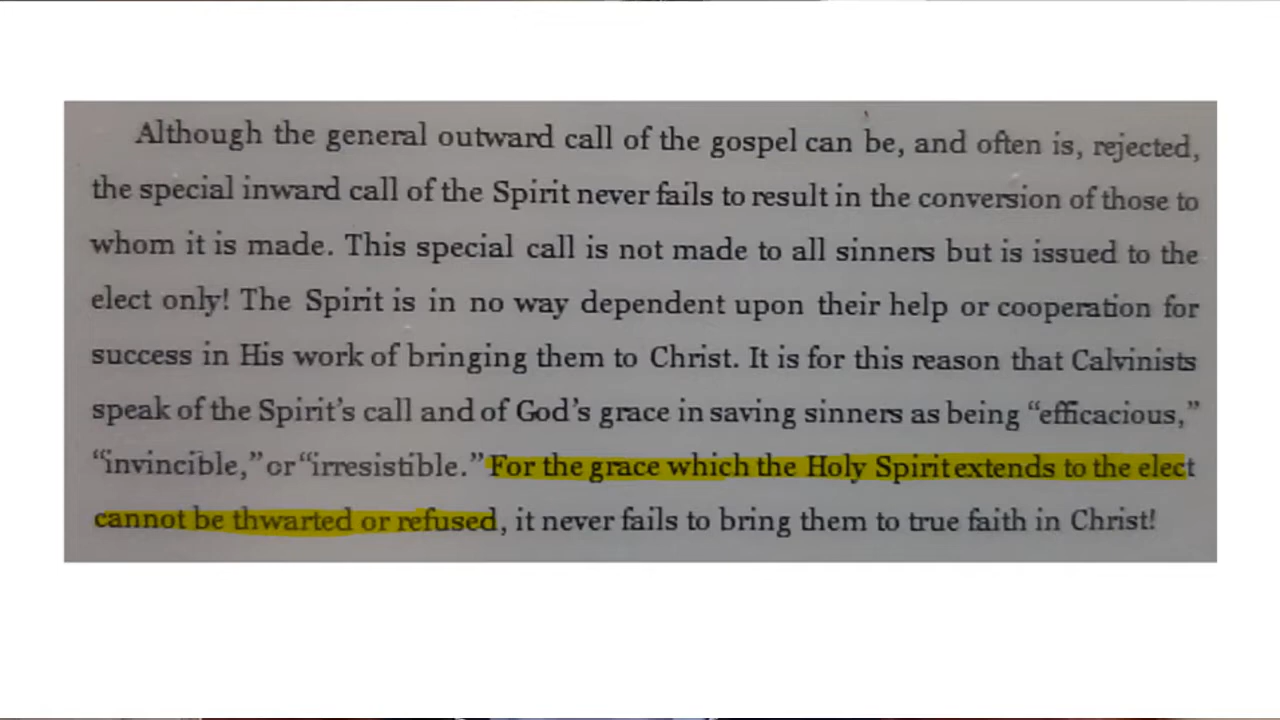 Although the general outward call of the gospel can be, and often is, rejected,
the special inward call of the Spirit never fails to result in the conversion of those to
whom it is made. This special call is not made to all sinners but is issued to the
elect only! The Spirit is in no way dependent upon their help or cooperation for
success in His work of bringing them to Christ. It is for this reason that Calvinists
speak of the Spirit’s call and of God’s grace in saving sinners as being “efficacious,”
“invincible,” or “irresistible.” For the grace which the Holy Spirit extends to the elect
cannot be thwarted or refused, it never fails to bring them to true faith in Christ!